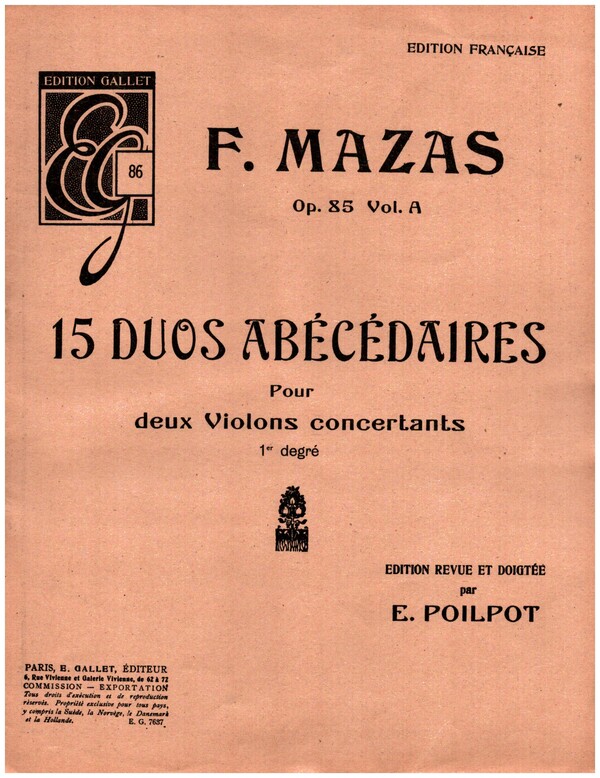 EDITION FRANÇAISE
EDITION GALLET
EG
86
F. MAZAS
Op. 85 Vol. A
15 DUOS ABÉCÉDAIRES
Pour
deux Violons concertants
1er degré
EDITION REVUE ET DOIGTÉE
par
E. POILPOT
PARIS, E. GALLET, ÉDITEUR
6, Rue Vivienne et Galerie Vivienne, de 62 à 72
COMMISSION — EXPORTATION
Tous droits d'exécution et de reproduction
réservés. Propriété exclusive pour tous pays,
y compris la Suède, la Norvège, le Danemark
et la Hollande. E. G. 7637.